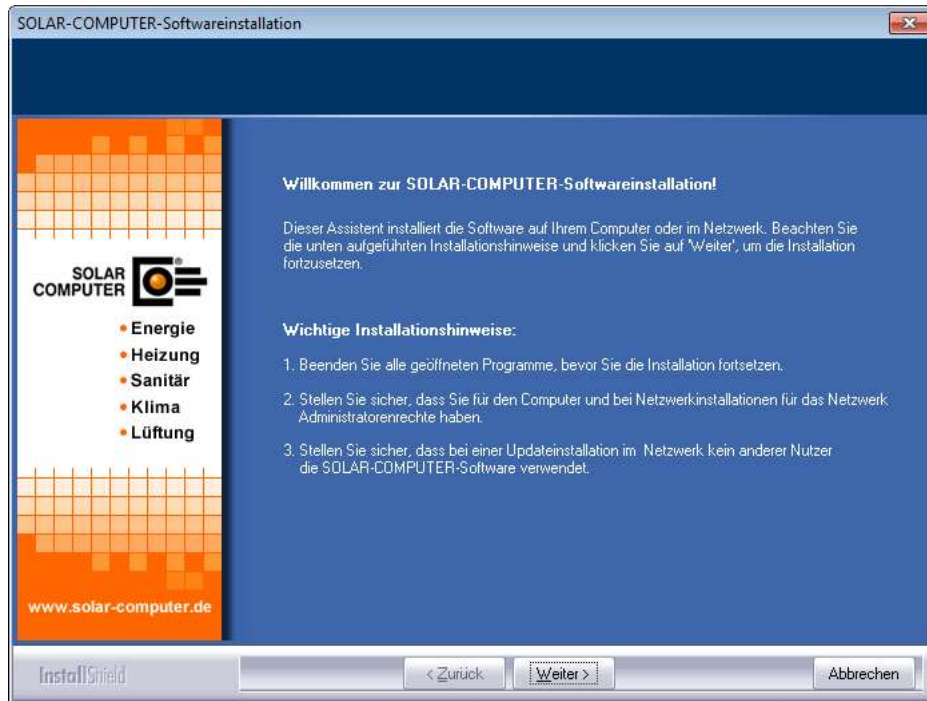 SOLAR-COMPUTER-Softwareinstallation
Willkommen zur SOLAR-COMPUTER-Softwareinstallation!
Dieser Assistent installiert die Software auf Ihrem Computer oder im Netzwerk. Beachten Sie
die unten aufgeführten Installationshinweise und klicken Sie auf 'Weiter', um die Installation
fortzusetzen.
SOLAR
COMPUTER
®
• Energie
• Heizung
• Sanitär
• Klima
• Lüftung
Wichtige Installationshinweise:
1. Beenden Sie alle geöffneten Programme, bevor Sie die Installation fortsetzen.
2. Stellen Sie sicher, dass Sie für den Computer und bei Netzwerkinstallationen für das Netzwerk
Administratorenrechte haben.
3. Stellen Sie sicher, dass bei einer Updateinstallation im Netzwerk kein anderer Nutzer
die SOLAR-COMPUTER-Software verwendet.
www.solar-computer.de
InstallShield
< Zurück
Weiter >
Abbrechen